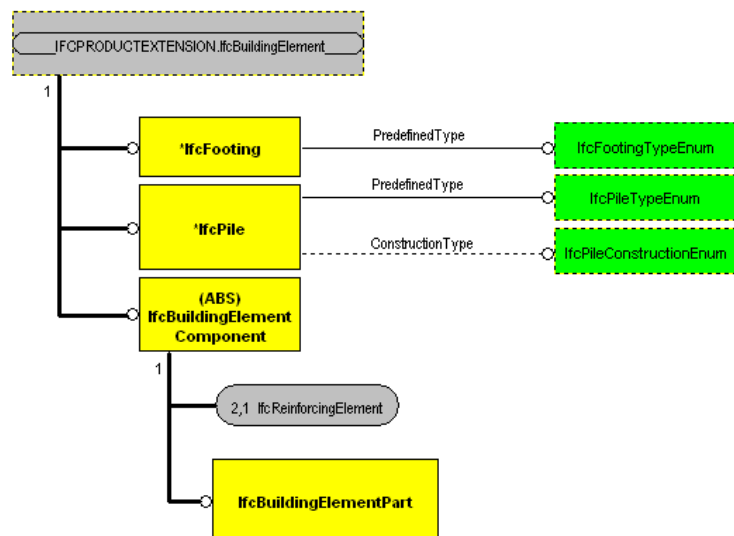 IFCPRODUCTEXTENSION.IfcBuildingElement
1
*IfcFooting
PredefinedType
IfcFootingTypeEnum
*IfcPile
PredefinedType
IfcPileTypeEnum
ConstructionType
IfcPileConstructionEnum
(ABS)
IfcBuildingElement
Component
1
2,1 IfcReinforcingElement
IfcBuildingElementPart